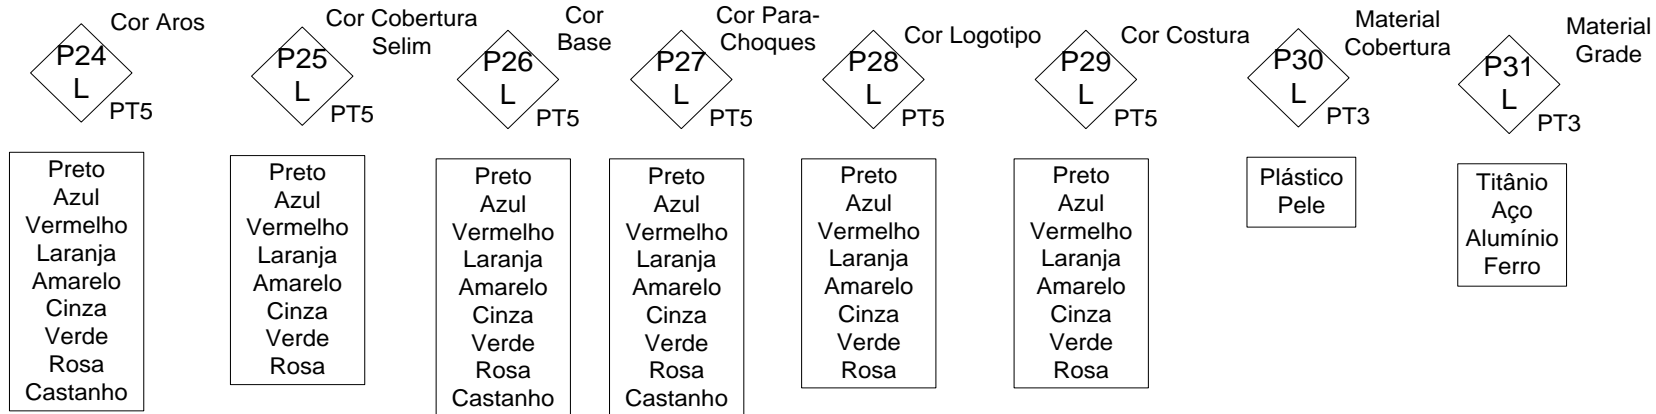 Cor Aros
P24
L
PT5
Preto
Azul
Vermelho
Laranja
Amarelo
Cinza
Verde
Rosa
Castanho
Cor Cobertura
Selim
P25
L
PT5
Preto
Azul
Vermelho
Laranja
Amarelo
Cinza
Verde
Rosa
Cor
Base
P26
L
PT5
Preto
Azul
Vermelho
Laranja
Amarelo
Cinza
Verde
Rosa
Castanho
Cor Para-
Choques
P27
L
PT5
Preto
Azul
Vermelho
Laranja
Amarelo
Cinza
Verde
Rosa
Castanho
Cor Logotipo
P28
L
PT5
Preto
Azul
Vermelho
Laranja
Amarelo
Cinza
Verde
Rosa
Cor Costura
P29
L
PT5
Preto
Azul
Vermelho
Laranja
Amarelo
Cinza
Verde
Rosa
Material
Cobertura
P30
L
PT3
Plástico
Pele
Material
Grade
P31
L
PT3
Titânio
Aço
Alumínio
Ferro